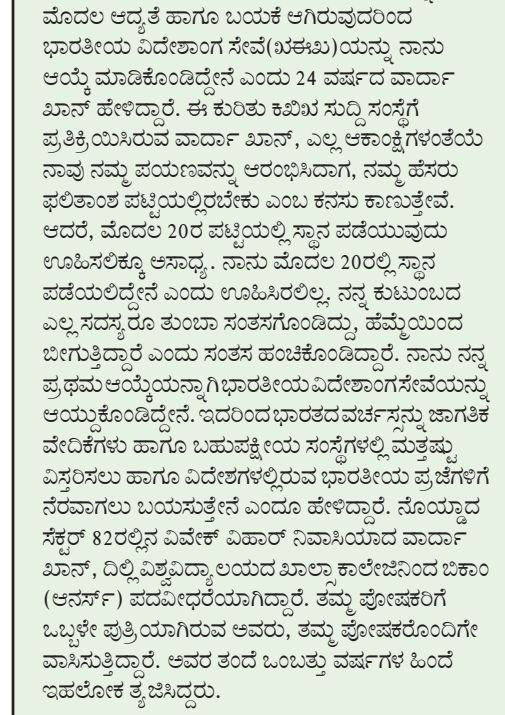 ಮೊದಲ ಆದ್ಯತೆ ಹಾಗೂ ಬಯಕೆ ಆಗಿರುವುದರಿಂದ
ಭಾರತೀಯ ವಿದೇಶಾಂಗ ಸೇವೆ(ಖಈಖ)ಯನ್ನು ನಾನು
ಆಯ್ಕೆ ಮಾಡಿಕೊಂಡಿದ್ದೇನೆ ಎಂದು 24 ವರ್ಷದ ವಾರ್ದಾ
ಖಾನ್ ಹೇಳಿದ್ದಾರೆ. ಈ ಕುರಿತು ಕಖಿಖ ಸುದ್ದಿ ಸಂಸ್ಥೆಗೆ
ಪ್ರತಿಕ್ರಿಯಿಸಿರುವ ವಾರ್ದಾ ಖಾನ್, ಎಲ್ಲ ಆಕಾಂಕ್ಷಿಗಳಂತೆಯೆ
ನಾವು ನಮ್ಮ ಪಯಣವನ್ನು ಆರಂಭಿಸಿದಾಗ, ನಮ್ಮ ಹೆಸರು
ಫಲಿತಾಂಶ ಪಟ್ಟಿಯಲ್ಲಿರಬೇಕು ಎಂಬ ಕನಸು ಕಾಣುತ್ತೇವೆ.
ಆದರೆ, ಮೊದಲ 20ರ ಪಟ್ಟಿಯಲ್ಲಿ ಸ್ಥಾನ ಪಡೆಯುವುದು
ಊಹಿಸಲಿಕ್ಕೂ ಅಸಾಧ್ಯ. ನಾನು ಮೊದಲ 20ರಲ್ಲಿ ಸ್ಥಾನ
ಪಡೆಯಲಿದ್ದೇನೆ ಎಂದು ಊಹಿಸಿರಲಿಲ್ಲ. ನನ್ನ ಕುಟುಂಬದ
ಎಲ್ಲ ಸದಸ್ಯರೂ ತುಂಬಾ ಸಂತಸಗೊಂಡಿದ್ದು, ಹೆಮ್ಮೆಯಿಂದ
ಬೀಗುತ್ತಿದ್ದಾರೆ ಎಂದು ಸಂತಸ ಹಂಚಿಕೊಂಡಿದ್ದಾರೆ. ನಾನು ನನ್ನ
ಪ್ರಥಮ ಆಯ್ಕೆಯನ್ನಾಗಿ ಭಾರತೀಯ ವಿದೇಶಾಂಗ ಸೇವೆಯನ್ನು
ಆಯ್ದುಕೊಂಡಿದ್ದೇನೆ. ಇದರಿಂದ ಭಾರತದ ವರ್ಚಸ್ಸನ್ನು ಜಾಗತಿಕ
ವೇದಿಕೆಗಳು ಹಾಗೂ ಬಹುಪಕ್ಷೀಯ ಸಂಸ್ಥೆಗಳಲ್ಲಿ ಮತ್ತಷ್ಟು
ವಿಸ್ತರಿಸಲು ಹಾಗೂ ವಿದೇಶಗಳಲ್ಲಿರುವ ಭಾರತೀಯ ಪ್ರಜೆಗಳಿಗೆ
ನೆರವಾಗಲು ಬಯಸುತ್ತೇನೆ ಎಂದೂ ಹೇಳಿದ್ದಾರೆ. ನೊಯ್ಡಾದ
ಸೆಕ್ಟರ್ 82ರಲ್ಲಿನ ವಿವೇಕ್ ವಿಹಾರ್ ನಿವಾಸಿಯಾದ ವಾರ್ದಾ
ಖಾನ್, ದಿಲ್ಲಿ ವಿಶ್ವವಿದ್ಯಾಲಯದ ಖಾಲ್ಸಾ ಕಾಲೇಜಿನಿಂದ ಬಿಕಾಂ
(ಆನರ್ಸ್) ಪದವೀಧರೆಯಾಗಿದ್ದಾರೆ. ತಮ್ಮ ಪೋಷಕರಿಗೆ
ಒಬ್ಬಳೇ ಪುತ್ರಿಯಾಗಿರುವ ಅವರು, ತಮ್ಮ ಪೋಷಕರೊಂದಿಗೇ
ವಾಸಿಸುತ್ತಿದ್ದಾರೆ. ಅವರ ತಂದೆ ಒಂಬತ್ತು ವರ್ಷಗಳ ಹಿಂದೆ
ಇಹಲೋಕ ತ್ಯಜಿಸಿದ್ದರು.